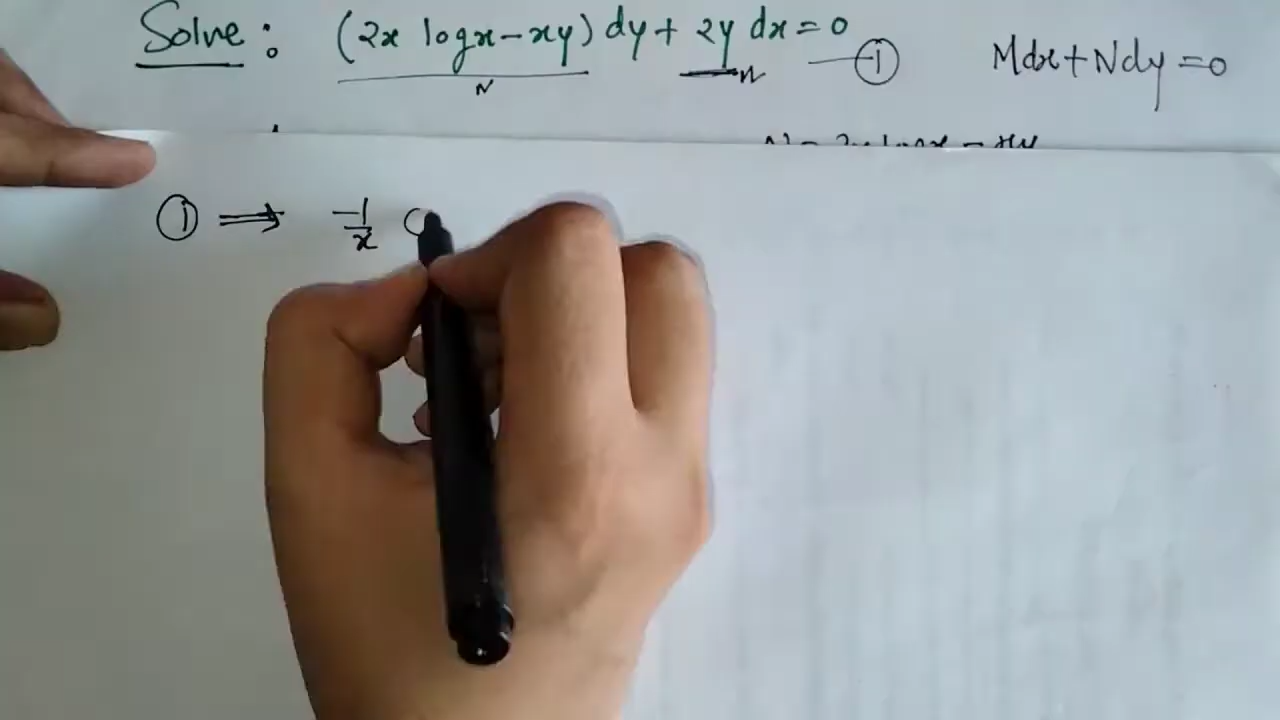 Solve : (2x logx - xy) dy + 2y dx = 0 —① Mdx + Ndy = 0
N M
① ⟹ -1/x (